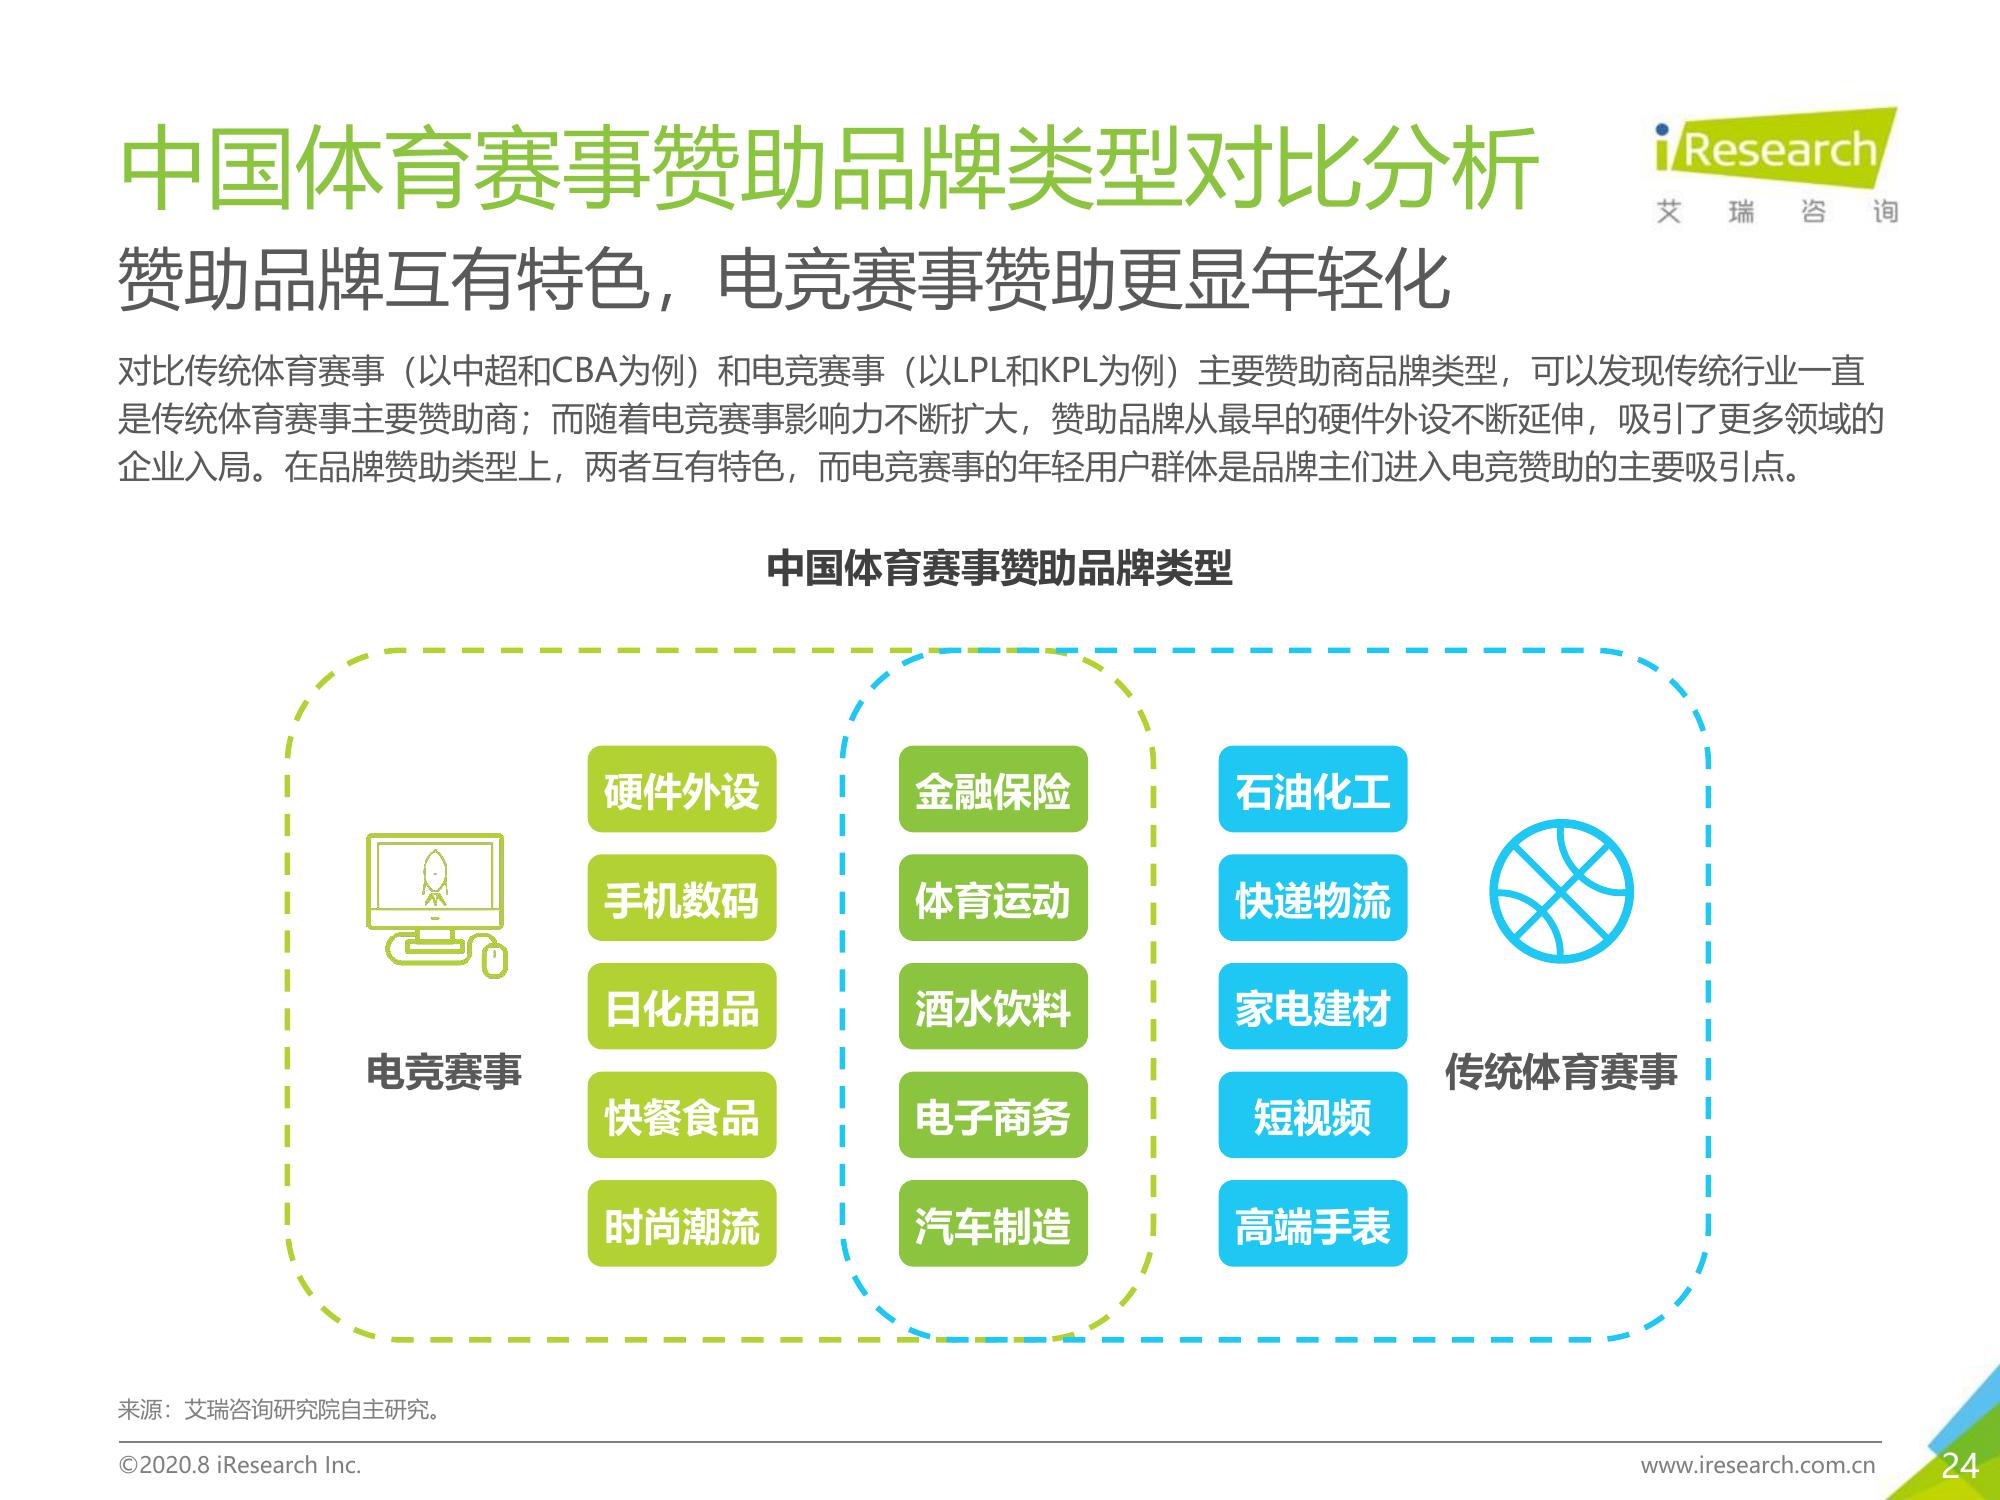 中国体育赛事赞助品牌类型对比分析
iResearch
艾瑞咨询
赞助品牌互有特色，电竞赛事赞助更显年轻化
对比传统体育赛事（以中超和CBA为例）和电竞赛事（以LPL和KPL为例）主要赞助商品牌类型，可以发现传统行业一直
是传统体育赛事主要赞助商；而随着电竞赛事影响力不断扩大，赞助品牌从最早的硬件外设不断延伸，吸引了更多领域的
企业入局。在品牌赞助类型上，两者互有特色，而电竞赛事的年轻用户群体是品牌主们进入电竞赞助的主要吸引点。
中国体育赛事赞助品牌类型
电竞赛事
硬件外设
手机数码
日化用品
快餐食品
时尚潮流
金融保险
体育运动
酒水饮料
电子商务
汽车制造
石油化工
快递物流
家电建材
短视频
高端手表
传统体育赛事
来源：艾瑞咨询研究院自主研究。
©2020.8 iResearch Inc.
www.iresearch.com.cn
24